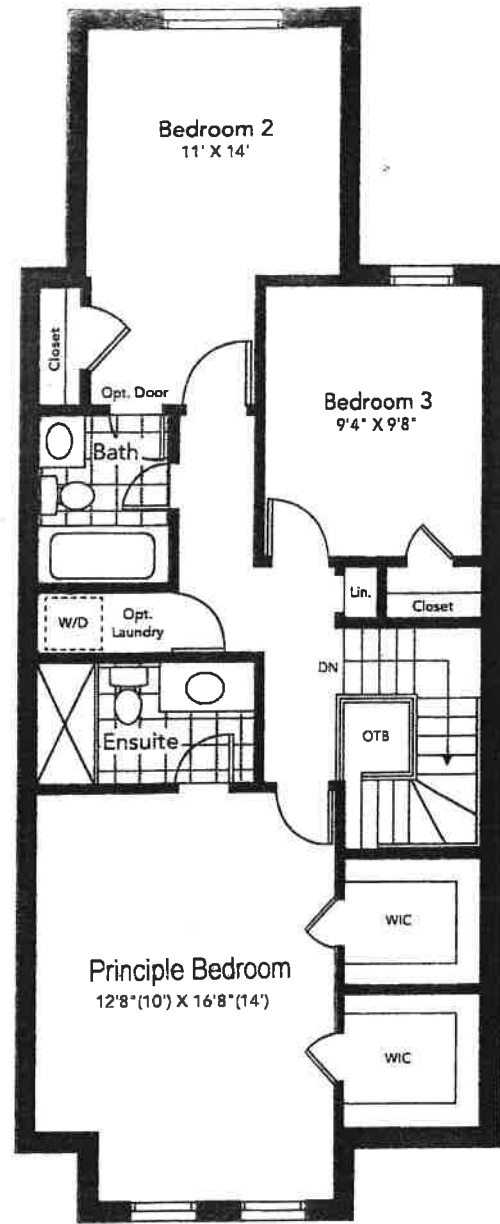 Bedroom 2
11' X 14'
Closet
Opt. Door
Bedroom 3
9'4" X 9'8"
Bath
W/D
Opt.
Laundry
Lin.
Closet
DN
OTB
Ensuite
WIC
Principle Bedroom
12'8"(10') X 16'8"(14')
WIC